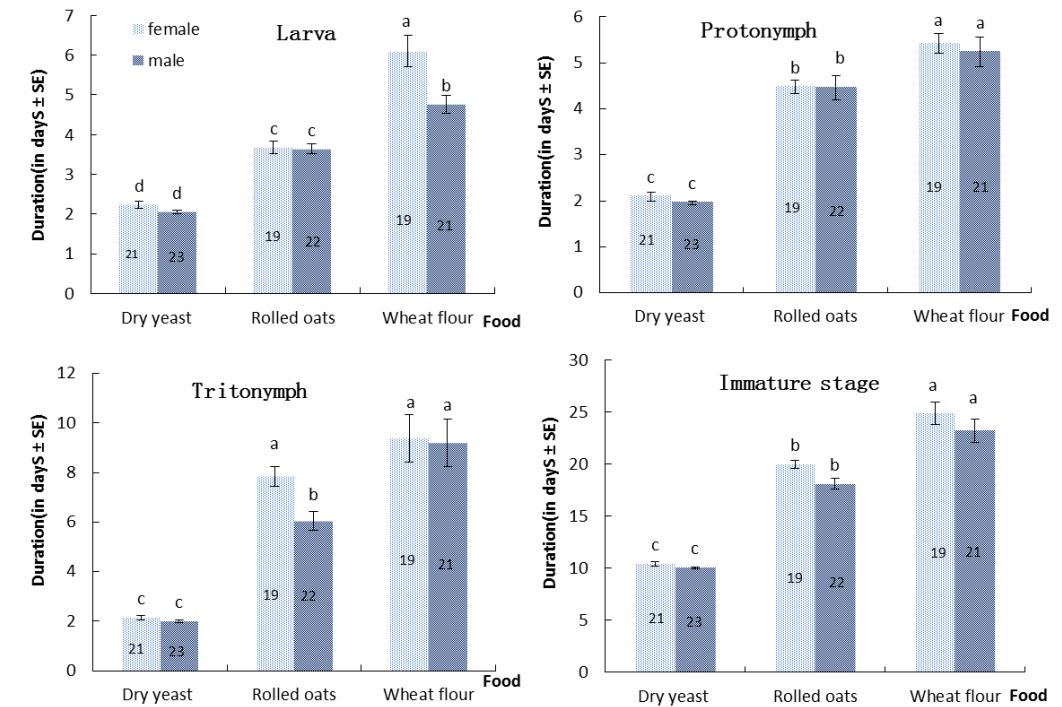 Larva
female
male
Duration(in dayS ± SE)
7
6
5
4
3
2
1
0
d
d
c
c
a
b
21
23
19
22
19
21
Dry yeast
Rolled oats
Wheat flour
Food
Protonymph
Duration(in dayS ± SE)
6
5
4
3
2
1
0
c
c
b
b
a
a
21
23
19
22
19
21
Dry yeast
Rolled oats
Wheat flour
Food
Tritonymph
Duration(in dayS ± SE)
12
10
8
6
4
2
0
c
c
a
b
a
a
21
23
19
22
19
21
Dry yeast
Rolled oats
Wheat flour
Food
Immature stage
Duration(in dayS ± SE)
30
25
20
15
10
5
0
c
c
b
b
a
a
21
23
19
22
19
21
Dry yeast
Rolled oats
Wheat flour
Food